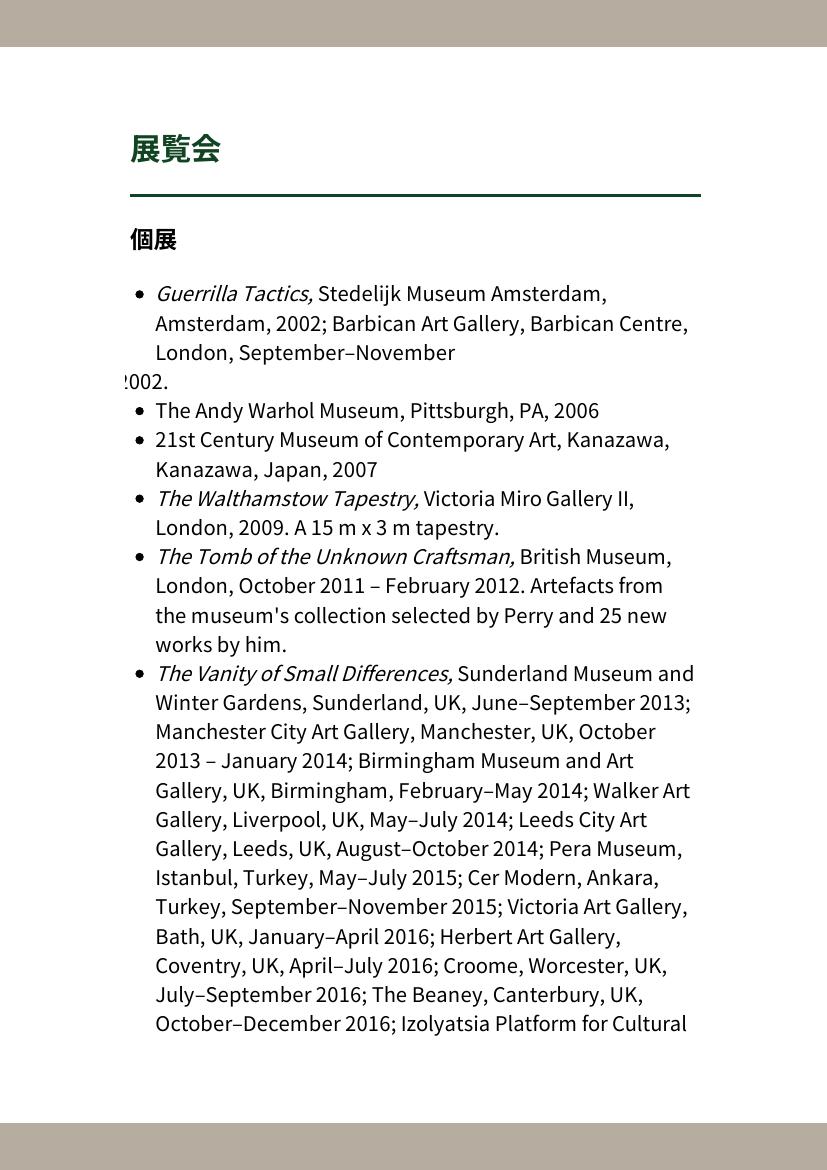 展覧会
個展
• Guerrilla Tactics, Stedelijk Museum Amsterdam,
Amsterdam, 2002; Barbican Art Gallery, Barbican Centre,
London, September–November
2002.
• The Andy Warhol Museum, Pittsburgh, PA, 2006
• 21st Century Museum of Contemporary Art, Kanazawa,
Kanazawa, Japan, 2007
• The Walthamstow Tapestry, Victoria Miro Gallery II,
London, 2009. A 15 m x 3 m tapestry.
• The Tomb of the Unknown Craftsman, British Museum,
London, October 2011 – February 2012. Artefacts from
the museum's collection selected by Perry and 25 new
works by him.
• The Vanity of Small Differences, Sunderland Museum and
Winter Gardens, Sunderland, UK, June–September 2013;
Manchester City Art Gallery, Manchester, UK, October
2013 – January 2014; Birmingham Museum and Art
Gallery, UK, Birmingham, February–May 2014; Walker Art
Gallery, Liverpool, UK, May–July 2014; Leeds City Art
Gallery, Leeds, UK, August–October 2014; Pera Museum,
Istanbul, Turkey, May–July 2015; Cer Modern, Ankara,
Turkey, September–November 2015; Victoria Art Gallery,
Bath, UK, January–April 2016; Herbert Art Gallery,
Coventry, UK, April–July 2016; Croome, Worcester, UK,
July–September 2016; The Beaney, Canterbury, UK,
October–December 2016; Izolyatsia Platform for Cultural